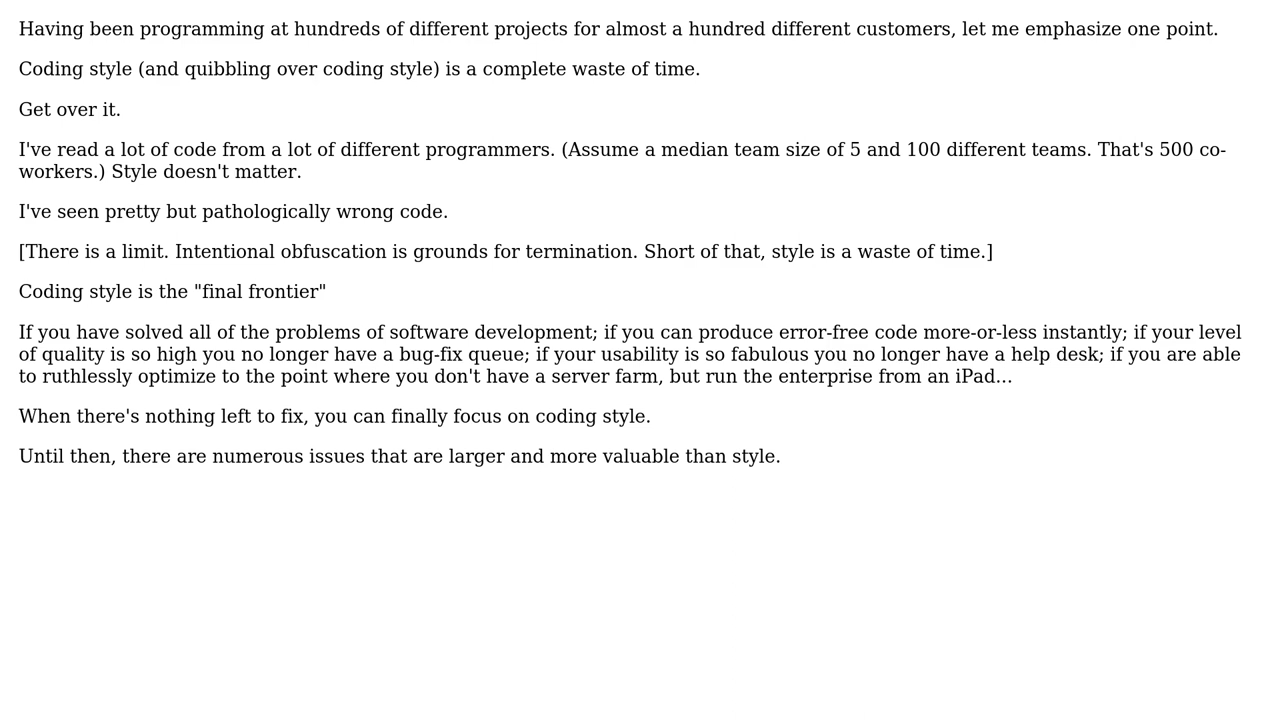 Having been programming at hundreds of different projects for almost a hundred different customers, let me emphasize one point.
Coding style (and quibbling over coding style) is a complete waste of time.
Get over it.
I've read a lot of code from a lot of different programmers. (Assume a median team size of 5 and 100 different teams. That's 500 co-
workers.) Style doesn't matter.
I've seen pretty but pathologically wrong code.
[There is a limit. Intentional obfuscation is grounds for termination. Short of that, style is a waste of time.]
Coding style is the "final frontier"
If you have solved all of the problems of software development; if you can produce error-free code more-or-less instantly; if your level
of quality is so high you no longer have a bug-fix queue; if your usability is so fabulous you no longer have a help desk; if you are able
to ruthlessly optimize to the point where you don't have a server farm, but run the enterprise from an iPad...
When there's nothing left to fix, you can finally focus on coding style.
Until then, there are numerous issues that are larger and more valuable than style.